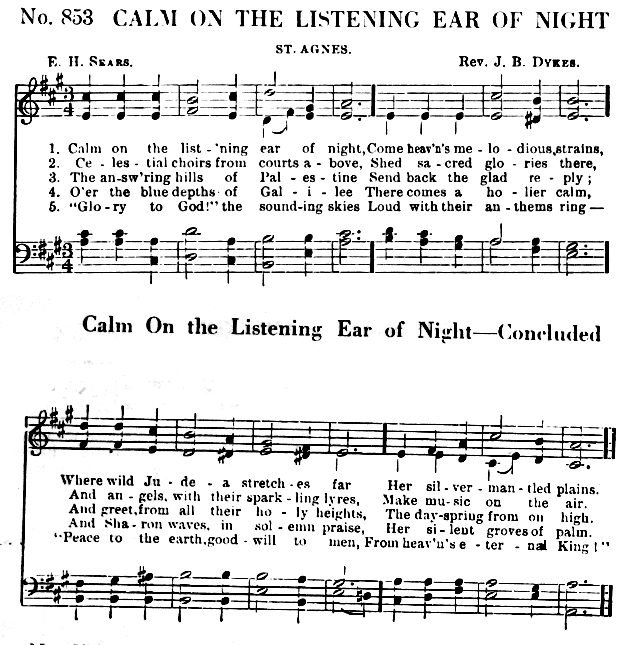 No. 853 CALM ON THE LISTENING EAR OF NIGHT
ST. AGNES.
E. H. SEARS. Rev. J. B. DYKES.
3 4
1. Calm on the list-'ning ear of night, Come heav'n's me-lo-dious, strains,
2. Ce-les-tial choirs from courts a-bove, Shed sa-cred glo-ries there,
3. The an-sw'ring hills of Pal-es-tine Send back the glad re-ply;
4. O'er the blue depths of Gal-i-lee There comes a ho-lier calm,
5. "Glo-ry to God!" the sound-ing skies Loud with their an-thems ring—
3 4
Calm On the Listening Ear of Night—Concluded
Where wild Ju-de-a stretch-es far Her sil-ver-man-tled plains.
And an-gels, with their spark-ling lyres, Make mu-sic on the air.
And greet, from all their ho-ly heights, The day-spring from on high.
And Sha-ron waves, in sol-emn praise, Her si-lent groves of palm.
"Peace to the earth, good-will to men, From heav'n's e-ter-nal King!"